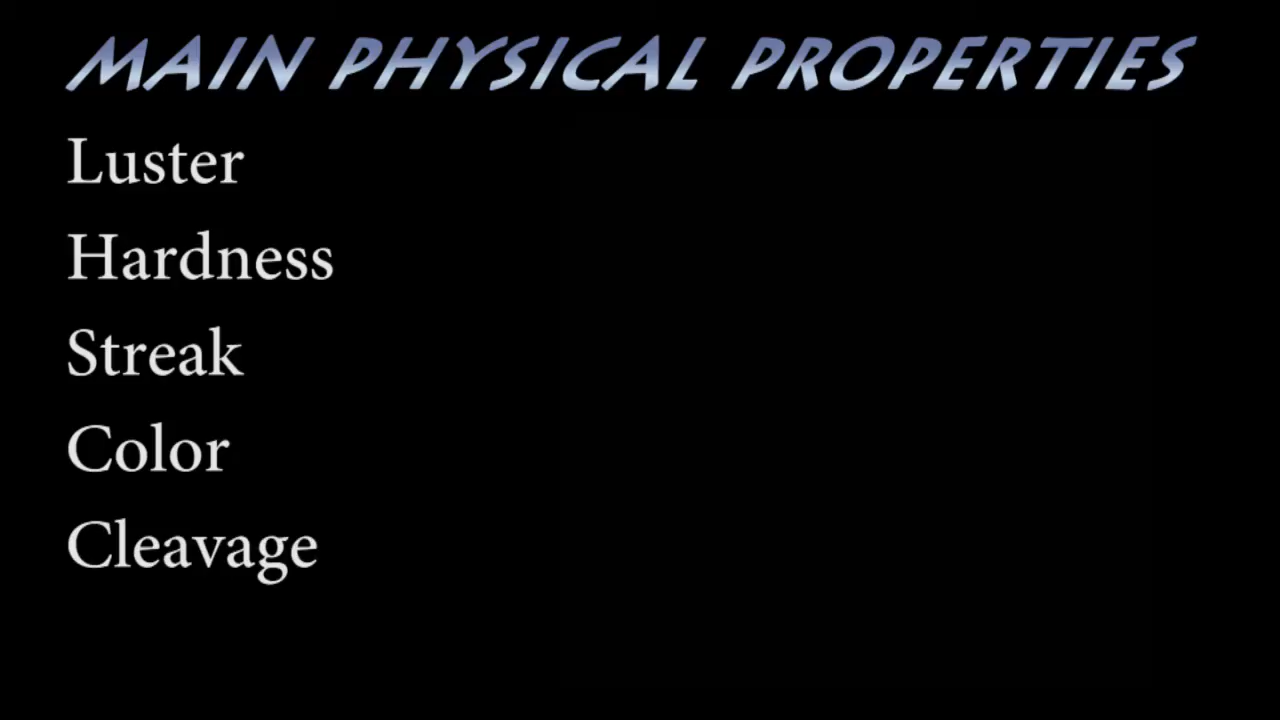 MAIN PHYSICAL PROPERTIES
Luster
Hardness
Streak
Color
Cleavage